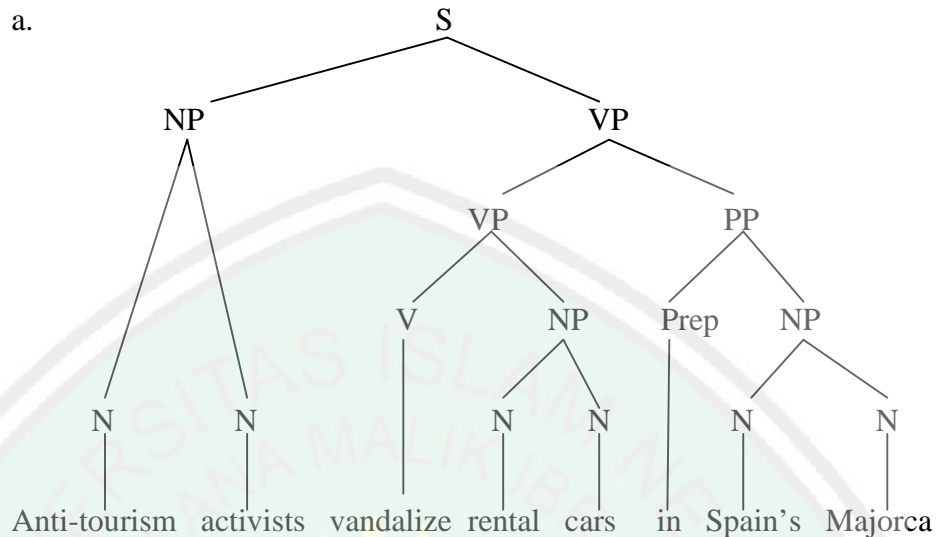 a. S
NP VP
VP PP
V NP Prep NP
N N N N N N
Anti-tourism activists vandalize rental cars in Spain's Majorca